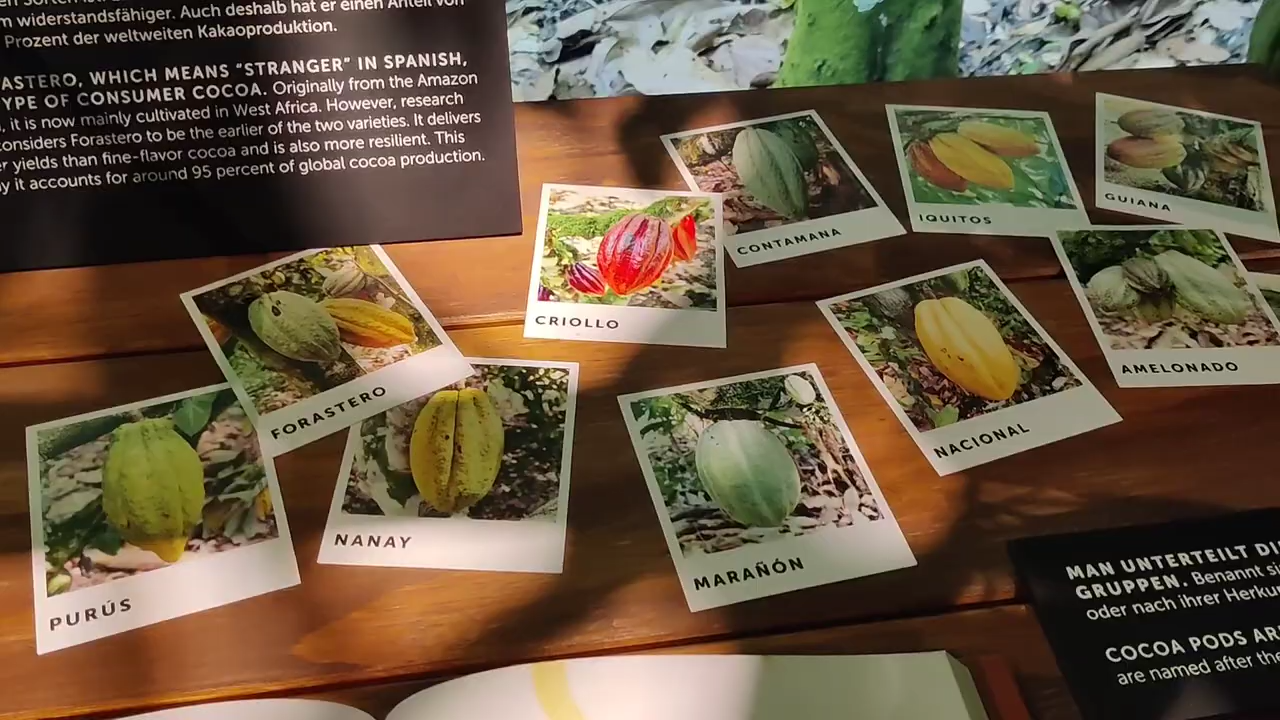 m widerstandsfähiger. Auch deshalb hat er einen Anteil von
Prozent der weltweiten Kakaoproduktion.
ASTERO, WHICH MEANS “STRANGER” IN SPANISH,
YPE OF CONSUMER COCOA. Originally from the Amazon
, it is now mainly cultivated in West Africa. However, research
onsiders Forastero to be the earlier of the two varieties. It delivers
er yields than fine-flavor cocoa and is also more resilient. This
y it accounts for around 95 percent of global cocoa production.
CONTAMANA
IQUITOS
GUIANA
CRIOLLO
AMELONADO
FORASTERO
NACIONAL
NANAY
MARAÑÓN
PURÚS
MAN UNTERTEILT DI
GRUPPEN. Benannt si
oder nach ihrer Herku
COCOA PODS AR
are named after the